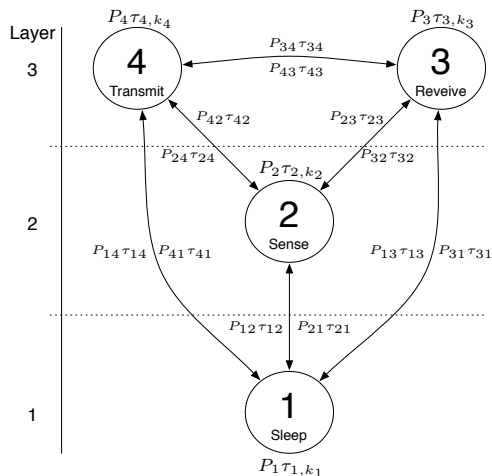 P₄τ₄,ₖ₄ P₃τ₃,ₖ₃
Layer
P₃₄τ₃₄
4 3
3
P₄₃τ₄₃
Transmit Reveive
P₄₂τ₄₂ P₂₃τ₂₃
P₂₄τ₂₄ P₃₂τ₃₂
P₂τ₂,ₖ₂
2
2
Sense
P₁₄τ₁₄ P₄₁τ₄₁ P₁₃τ₁₃ P₃₁τ₃₁
P₁₂τ₁₂ P₂₁τ₂₁
1
1
Sleep
P₁τ₁,ₖ₁